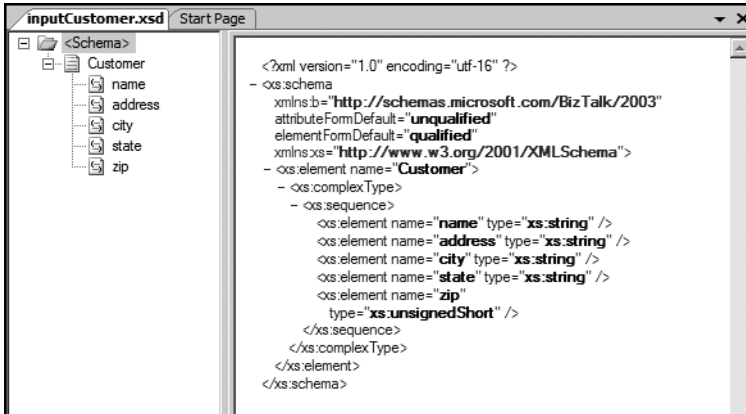 inputCustomer.xsd Start Page
<Schema>
Customer
name
address
city
state
zip
<?xml version="1.0" encoding="utf-16" ?>
- <xs:schema
xmlns:b="http://schemas.microsoft.com/BizTalk/2003"
attributeFormDefault="unqualified"
elementFormDefault="qualified"
xmlns:xs="http://www.w3.org/2001/XMLSchema">
- <xs:element name="Customer">
- <xs:complexType>
- <xs:sequence>
<xs:element name="name" type="xs:string" />
<xs:element name="address" type="xs:string" />
<xs:element name="city" type="xs:string" />
<xs:element name="state" type="xs:string" />
<xs:element name="zip"
type="xs:unsignedShort" />
</xs:sequence>
</xs:complexType>
</xs:element>
</xs:schema>